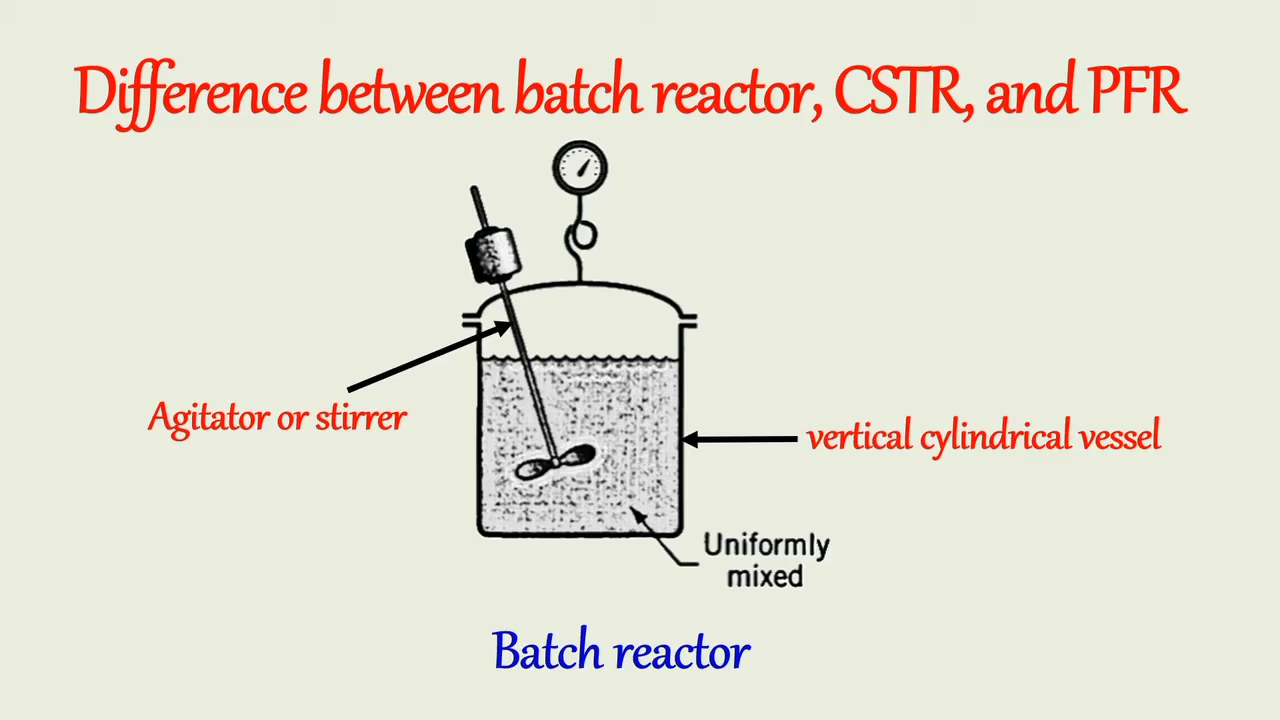 Difference between batch reactor, CSTR, and PFR
Agitator or stirrer
vertical cylindrical vessel
Uniformly
mixed
Batch reactor